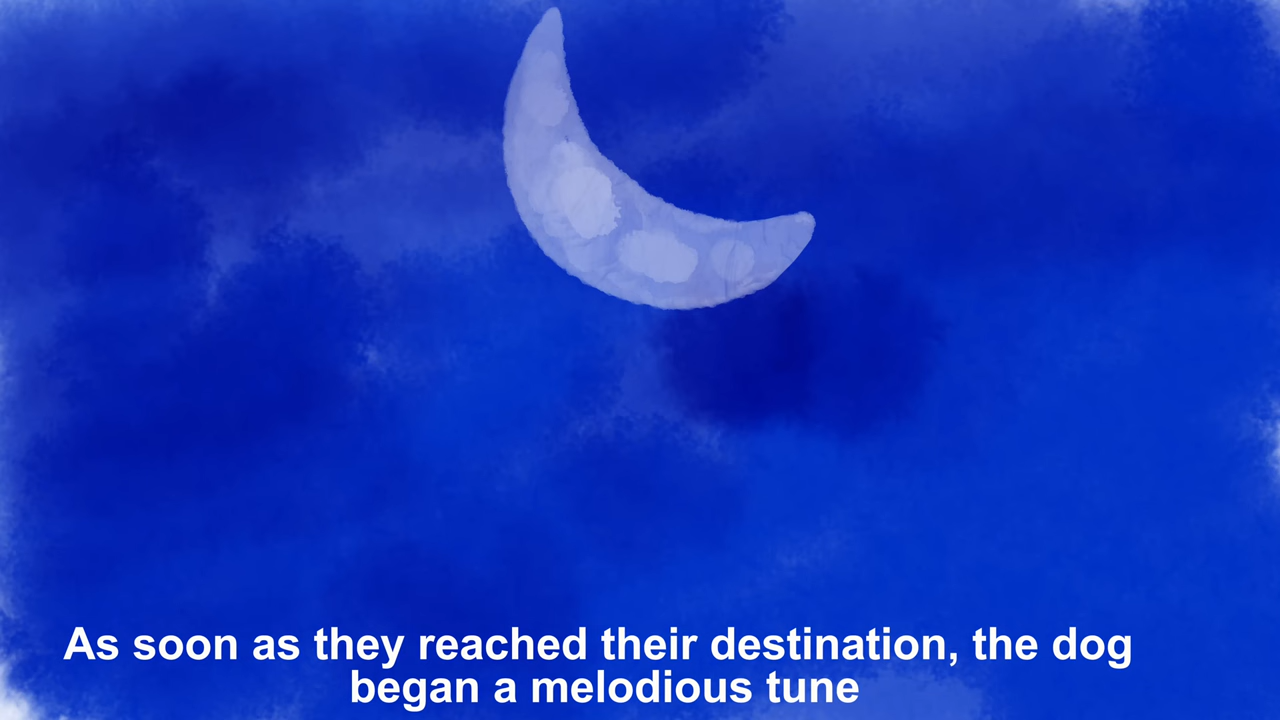 As soon as they reached their destination, the dog
began a melodious tune